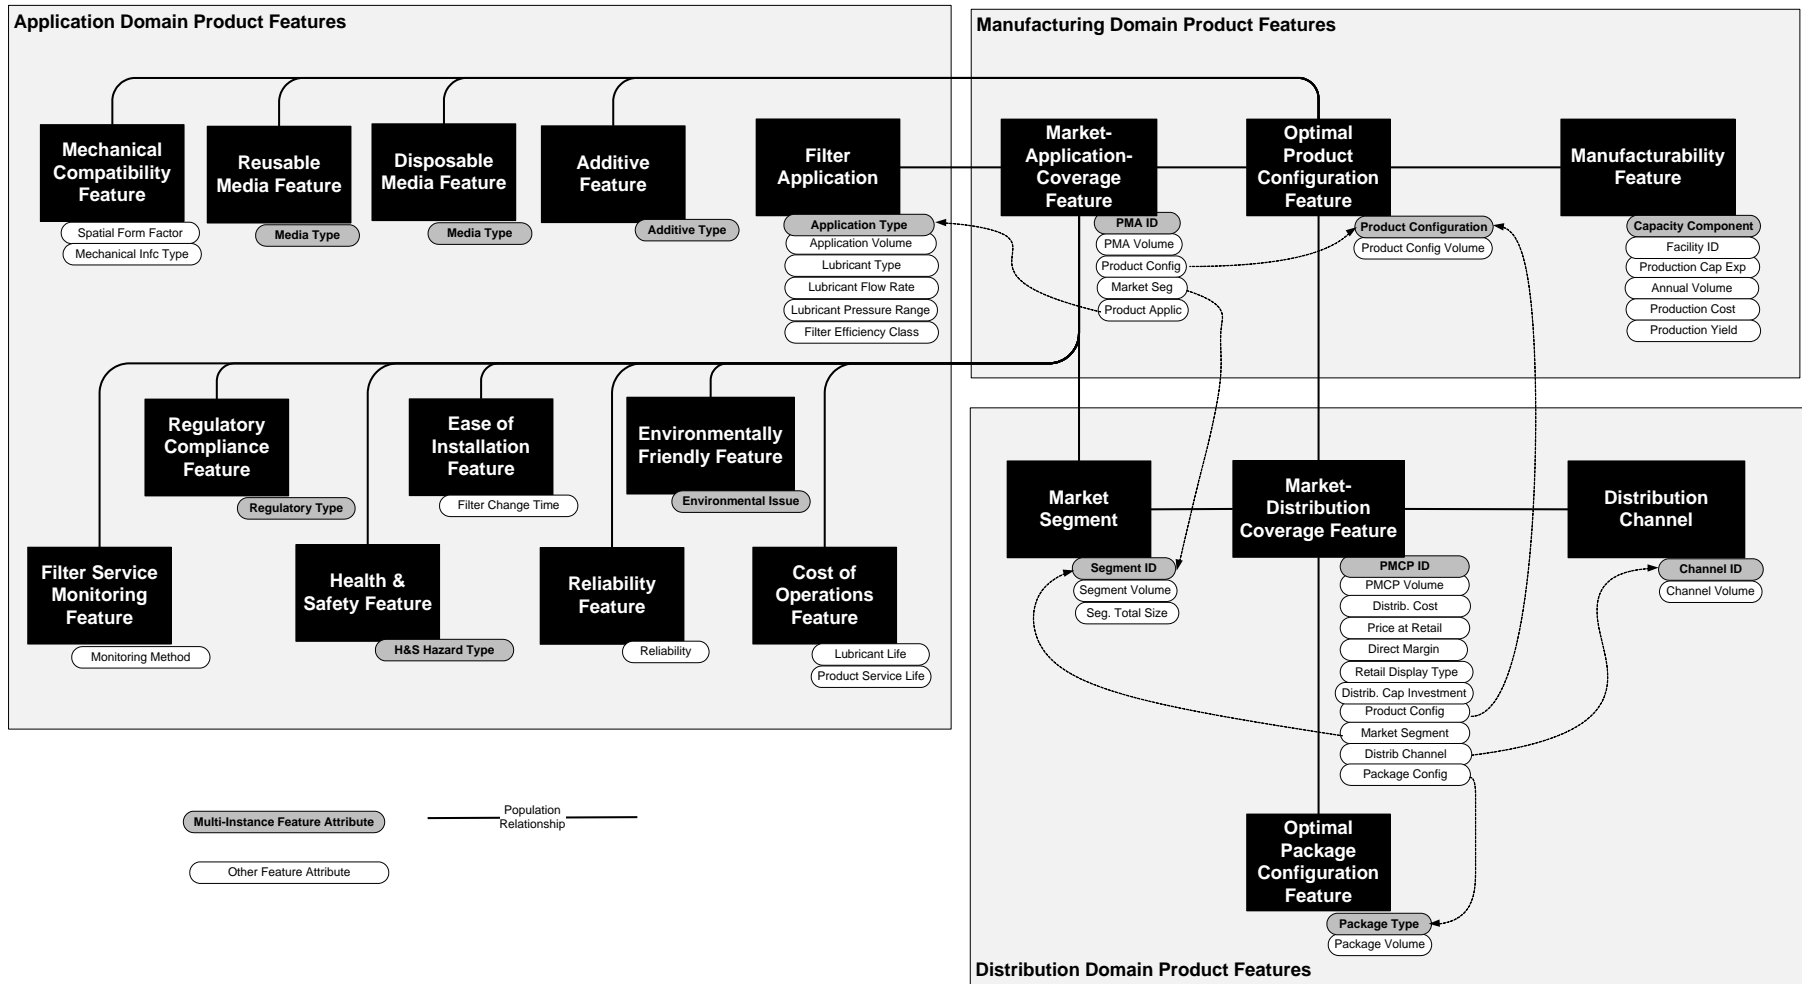 Application Domain Product Features
Mechanical
Compatibility
Feature
Spatial Form Factor
Mechanical Infc Type
Reusable
Media Feature
Media Type
Disposable
Media Feature
Media Type
Additive
Feature
Additive Type
Filter
Application
Application Type
Application Volume
Lubricant Type
Lubricant Flow Rate
Lubricant Pressure Range
Filter Efficiency Class
Regulatory
Compliance
Feature
Regulatory Type
Ease of
Installation
Feature
Filter Change Time
Environmentally
Friendly Feature
Environmental Issue
Filter Service
Monitoring
Feature
Monitoring Method
Health &
Safety Feature
H&S Hazard Type
Reliability
Feature
Reliability
Cost of
Operations
Feature
Lubricant Life
Product Service Life
Manufacturing Domain Product Features
Market-
Application-
Coverage
Feature
PMA ID
PMA Volume
Product Config
Market Seg
Product Applic
Optimal
Product
Configuration
Feature
Product Configuration
Product Config Volume
Manufacturability
Feature
Capacity Component
Facility ID
Production Cap Exp
Annual Volume
Production Cost
Production Yield
Market
Segment
Segment ID
Segment Volume
Seg. Total Size
Market-
Distribution
Coverage Feature
PMCP ID
PMCP Volume
Distrib. Cost
Price at Retail
Direct Margin
Retail Display Type
Distrib. Cap Investment
Product Config
Market Segment
Distrib Channel
Package Config
Distribution
Channel
Channel ID
Channel Volume
Optimal
Package
Configuration
Feature
Package Type
Package Volume
Distribution Domain Product Features
Multi-Instance Feature Attribute
Population
Relationship
Other Feature Attribute